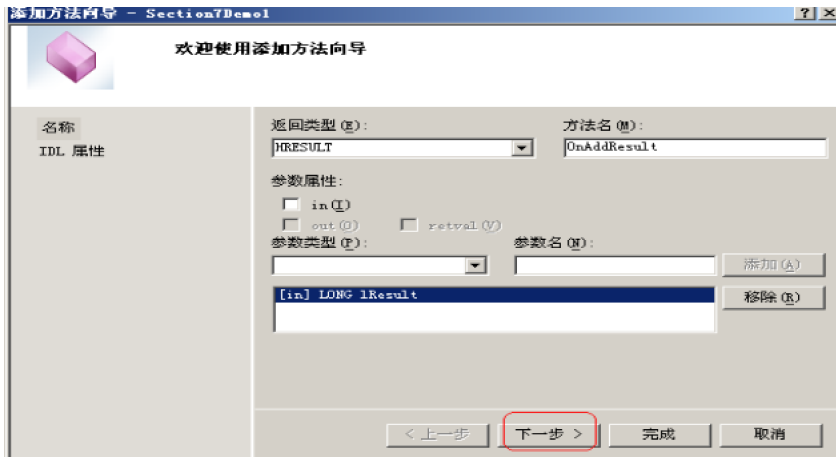 添加方法向导 - Section7Demo1
欢迎使用添加方法向导
名称
IDL 属性
返回类型(E):
方法名(M):
HRESULT
OnAddResult
参数属性:
in(I)
out(O)
retval(V)
参数类型(P):
参数名(N):
添加(A)
[in] LONG lResult
移除(R)
< 上一步
下一步 >
完成
取消